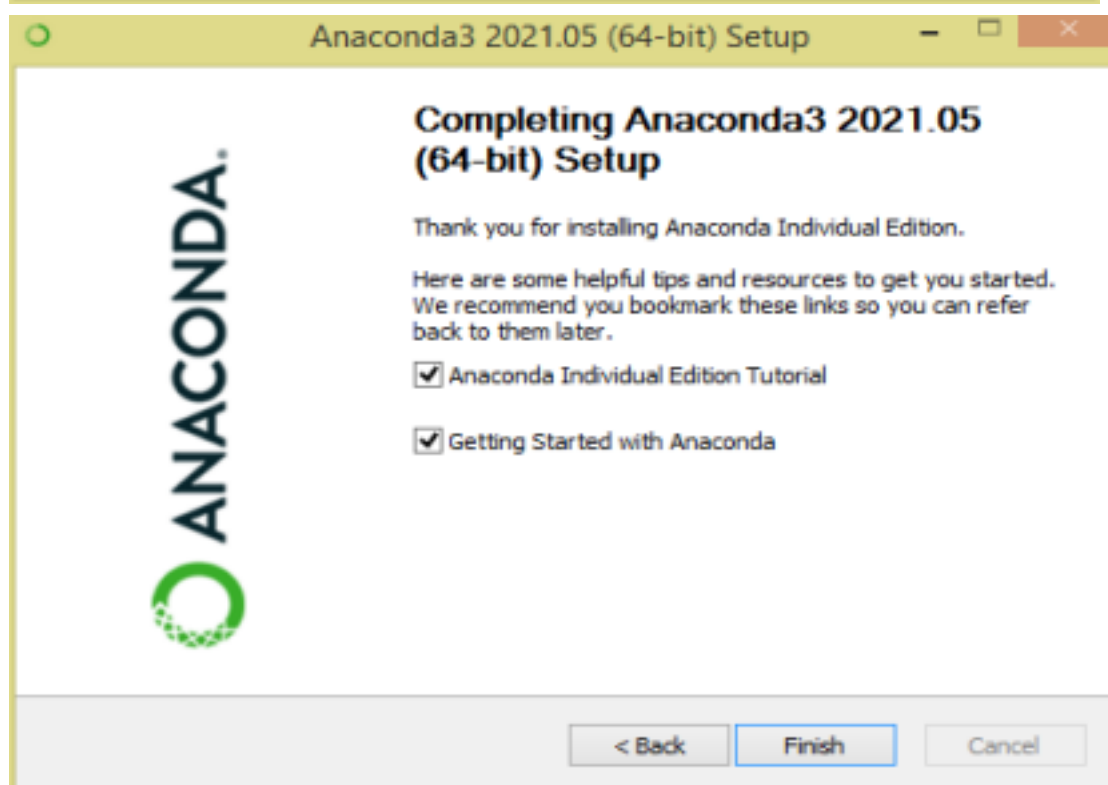 Anaconda3 2021.05 (64-bit) Setup
Completing Anaconda3 2021.05
(64-bit) Setup
ANACONDA.
Thank you for installing Anaconda Individual Edition.
Here are some helpful tips and resources to get you started.
We recommend you bookmark these links so you can refer
back to them later.
Anaconda Individual Edition Tutorial
Getting Started with Anaconda
< Back
Finish
Cancel